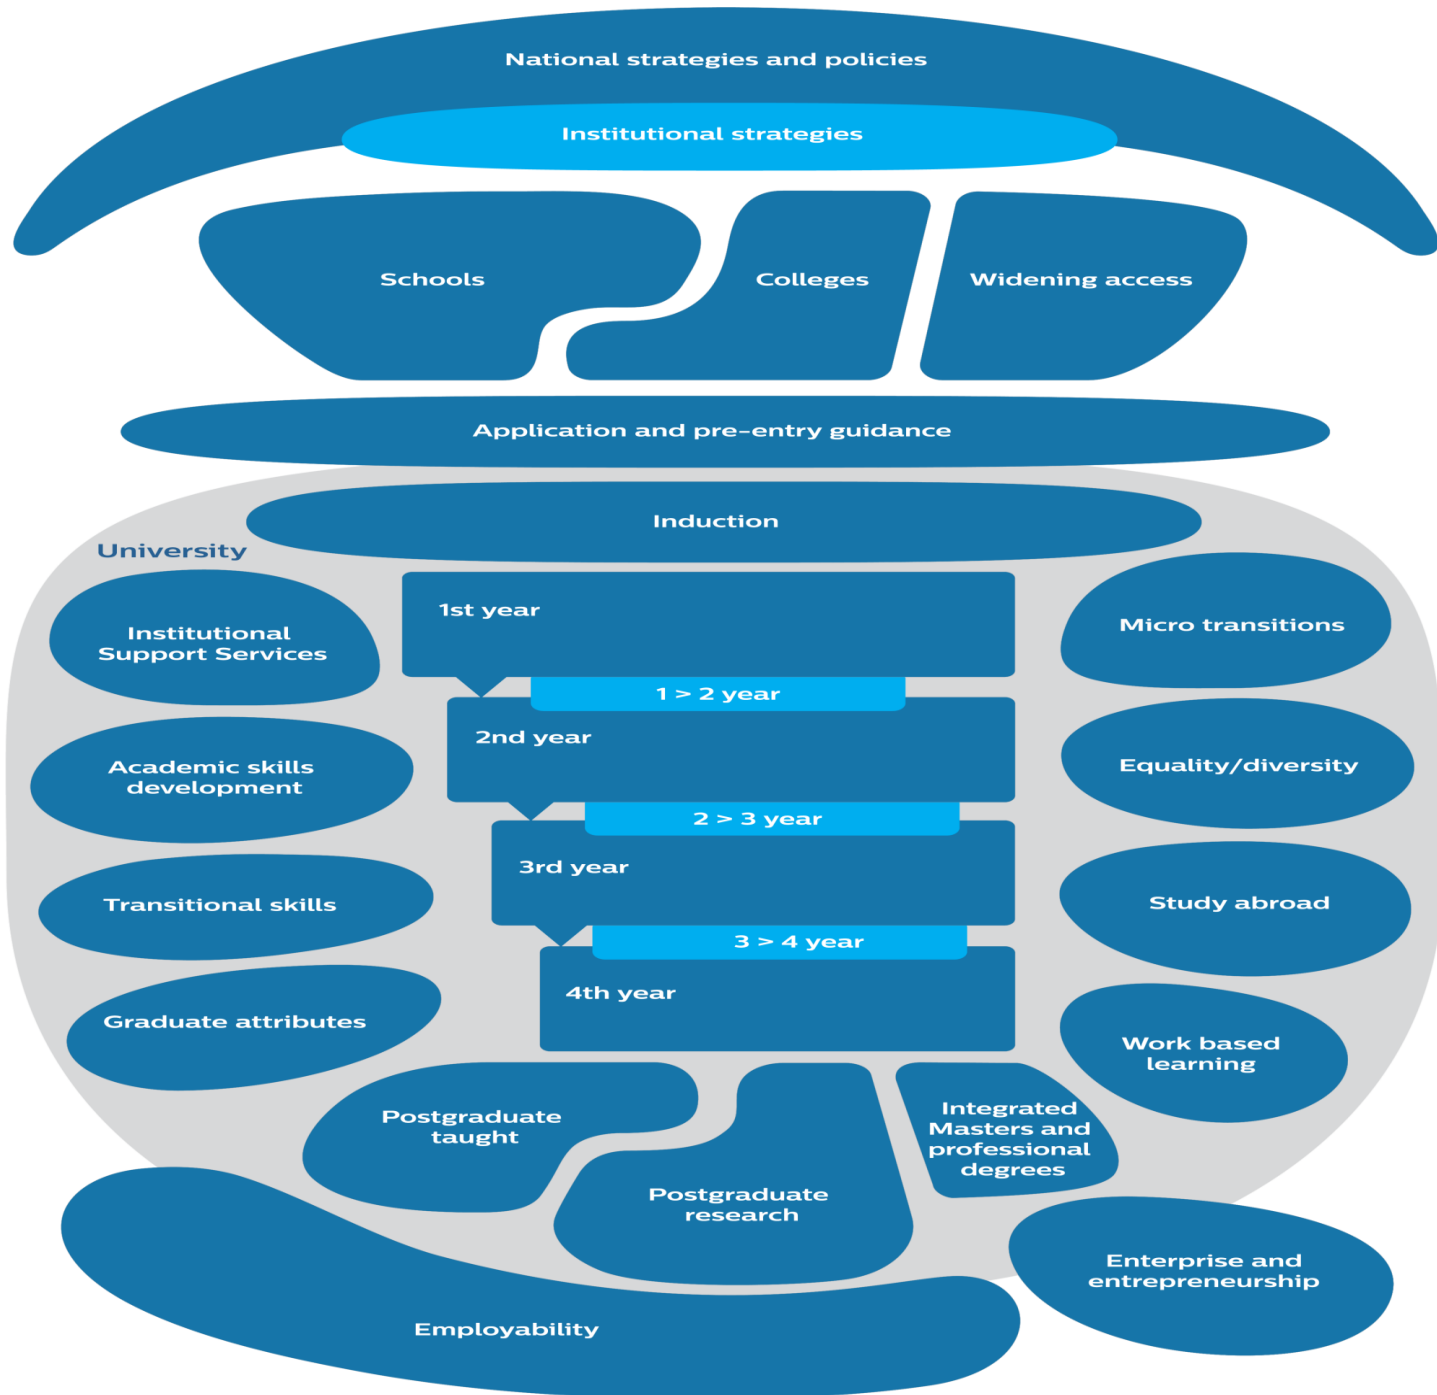 National strategies and policies
Institutional strategies
Schools
Colleges
Widening access
Application and pre-entry guidance
Induction
University
Institutional
Support Services
Academic skills
development
Transitional skills
Graduate attributes
1st year
1 > 2 year
2nd year
2 > 3 year
3rd year
3 > 4 year
4th year
Micro transitions
Equality/diversity
Study abroad
Work based
learning
Postgraduate
taught
Postgraduate
research
Integrated
Masters and
professional
degrees
Enterprise and
entrepreneurship
Employability